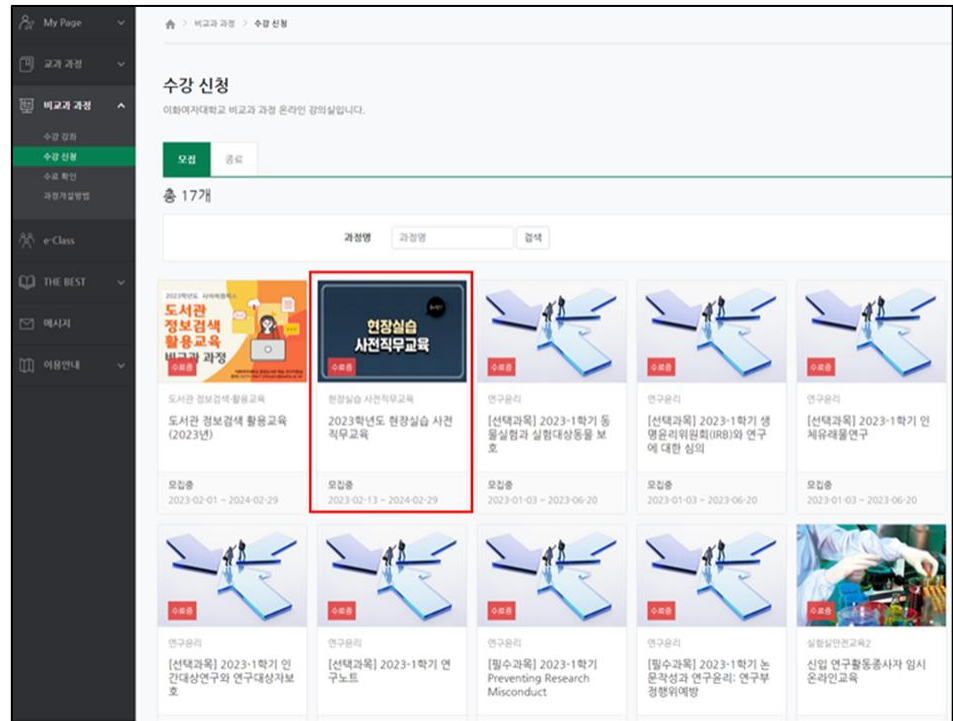 My Page
교과 과정
비교과 과정
수강 강좌
수강 신청
수료 확인
과정개설방법
e-Class
THE BEST
메시지
이용안내
비교과 과정 > 수강 신청
수강 신청
이화여자대학교 비교과 과정 온라인 강의실입니다.
모집
종료
총 17개
과정명
과정명
검색
2023학년도 사이버캠퍼스
도서관
정보검색
활용교육
비교과 과정
수료증
도서관 정보검색·활용교육
도서관 정보검색 활용교육
(2023년)
모집중
2023-02-01 ~ 2024-02-29
현장실습
사전직무교육
수료증
현장실습 사전직무교육
2023학년도 현장실습 사전
직무교육
모집중
2023-02-13 ~ 2024-02-29
수료증
연구윤리
[선택과목] 2023-1학기 동
물실험과 실험대상동물 보
호
모집중
2023-01-03 ~ 2023-06-20
수료증
연구윤리
[선택과목] 2023-1학기 생
명윤리위원회(IRB)와 연구
에 대한 심의
모집중
2023-01-03 ~ 2023-06-20
수료증
연구윤리
[선택과목] 2023-1학기 인
체유래물연구
모집중
2023-01-03 ~ 2023-06-20
수료증
연구윤리
[선택과목] 2023-1학기 인
간대상연구와 연구대상자보
호
수료증
연구윤리
[선택과목] 2023-1학기 연
구노트
수료증
연구윤리
[필수과목] 2023-1학기
Preventing Research
Misconduct
수료증
연구윤리
[필수과목] 2023-1학기 논
문작성과 연구윤리: 연구부
정행위예방
수료증
실험실안전교육2
신입 연구활동종사자 임시
온라인교육